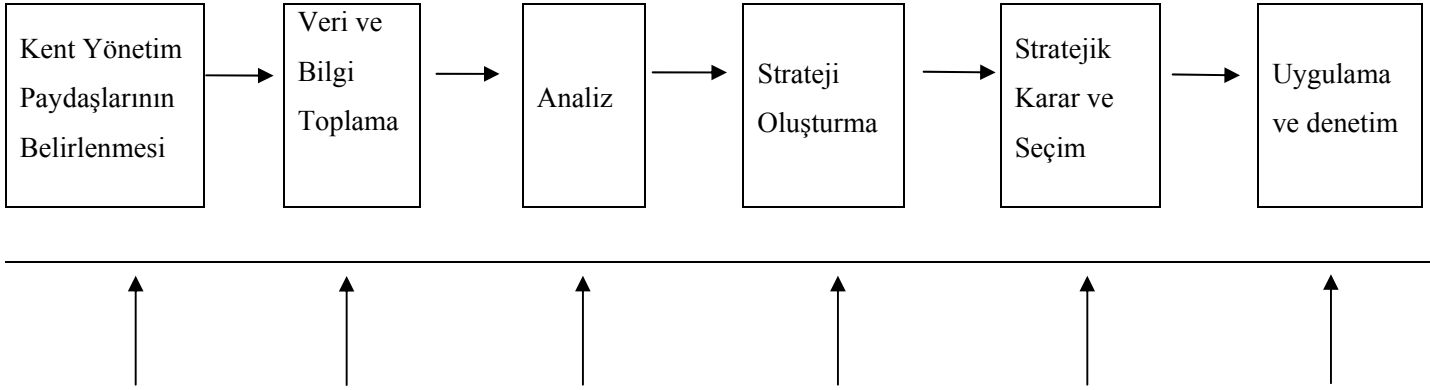 Kent Yönetim
Paydaşlarının
Belirlenmesi
Veri ve
Bilgi
Toplama
Analiz
Strateji
Oluşturma
Stratejik
Karar ve
Seçim
Uygulama
ve denetim